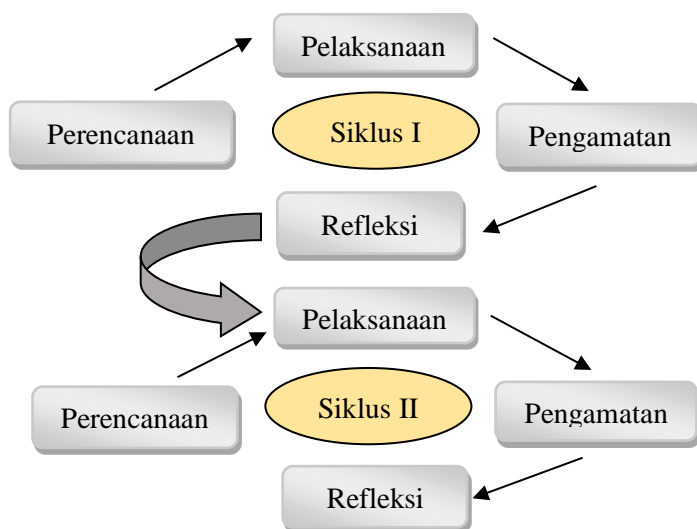 Pelaksanaan
Perencanaan
Siklus I
Pengamatan
Refleksi
Pelaksanaan
Perencanaan
Siklus II
Pengamatan
Refleksi